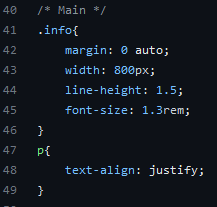 40 /* Main */
41 .info{
42     margin: 0 auto;
43     width: 800px;
44     line-height: 1.5;
45     font-size: 1.3rem;
46 }
47 p{
48     text-align: justify;
49 }